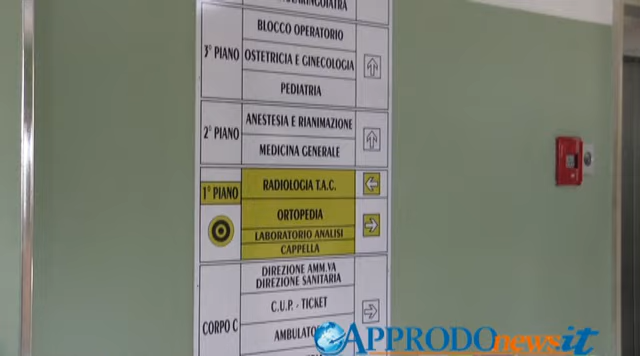 BLOCCO OPERATORIO
3° PIANO
OSTETRICIA E GINECOLOGIA
PEDIATRIA
2° PIANO
ANESTESIA E RIANIMAZIONE
MEDICINA GENERALE
1° PIANO
RADIOLOGIA T.A.C.
ORTOPEDIA
LABORATORIO ANALISI
CAPPELLA
CORPO C
DIREZIONE AMM.VA
DIREZIONE SANITARIA
C.U.P. - TICKET
APPRODOnews.it